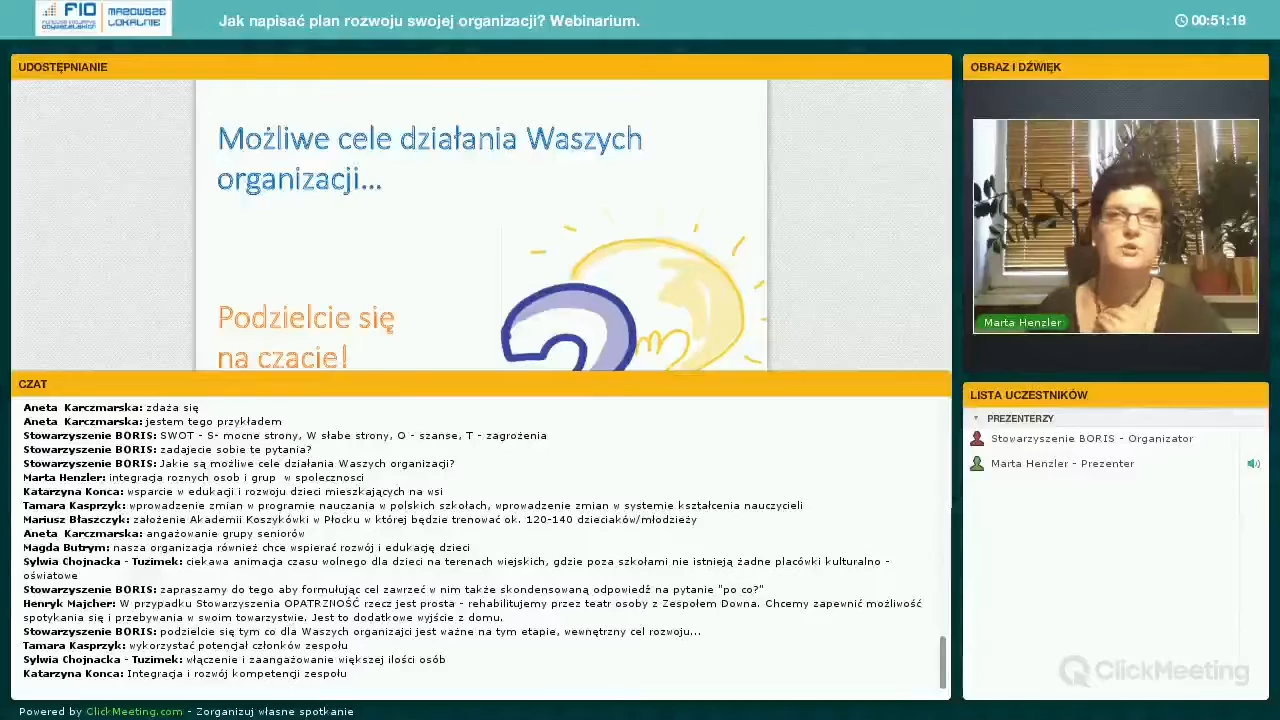 FIO
MAZOWSZE
LOKALNIE
Jak napisać plan rozwoju swojej organizacji? Webinarium.
00:51:18
UDOSTĘPNIANIE
OBRAZ I DŹWIĘK
Możliwe cele działania Waszych
organizacji...
Podzielcie się
na czacie!
Marta Henzler
CZAT
Aneta Karczmarska: zdaża się
Aneta Karczmarska: jestem tego przykładem
Stowarzyszenie BORIS: SWOT - S- mocne strony, W słabe strony, O - szanse, T - zagrożenia
Stowarzyszenie BORIS: zadajecie sobie te pytania?
Stowarzyszenie BORIS: Jakie są możliwe cele działania Waszych organizacji?
Marta Henzler: integracja roznych osob i grup w spolecznosci
Katarzyna Konca: wsparcie w edukacji i rozwoju dzieci mieszkających na wsi
Tamara Kasprzyk: wprowadzenie zmian w programie nauczania w polskich szkołach, wprowadzenie zmian w systemie kształcenia nauczycieli
Mariusz Błaszczyk: założenie Akademii Koszykówki w Płocku w której będzie trenować ok. 120-140 dzieciaków/młodzieży
Aneta Karczmarska: angażowanie grupy seniorów
Magda Butrym: nasza organizacja również chce wspierać rozwój i edukację dzieci
Sylwia Chojnacka - Tuzimek: ciekawa animacja czasu wolnego dla dzieci na terenach wiejskich, gdzie poza szkołami nie istnieją żadne placówki kulturalno -
oświatowe
Stowarzyszenie BORIS: zapraszamy do tego aby formułując cel zawrzeć w nim także skondensowaną odpowiedź na pytanie "po co?"
Henryk Majcher: W przypadku Stowarzyszenia OPATRZNOŚĆ rzecz jest prosta - rehabilitujemy przez teatr osoby z Zespołem Downa. Chcemy zapewnić możliwość
spotykania się i przebywania w swoim towarzystwie. Jest to dodatkowe wyjście z domu.
Stowarzyszenie BORIS: podzielcie się tym co dla Waszych organizajci jest ważne na tym etapie, wewnętrzny cel rozwoju...
Tamara Kasprzyk: wykorzystać potencjał członków zespołu
Sylwia Chojnacka - Tuzimek: włączenie i zaangażowanie większej ilości osób
Katarzyna Konca: Integracja i rozwój kompetencji zespołu
LISTA UCZESTNIKÓW
PREZENTERZY
Stowarzyszenie BORIS - Organizator
Marta Henzler - Prezenter
ClickMeeting
Powered by ClickMeeting.com - Zorganizuj własne spotkanie